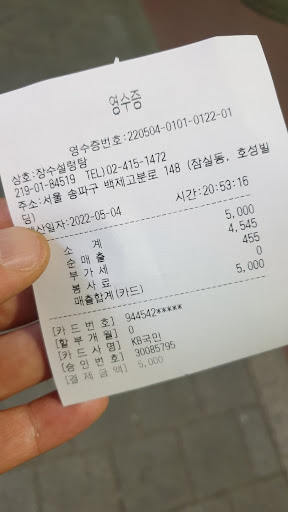 영수증
영수증번호:220504-0101-0122-01
상호:장수설렁탕
219-01-84519 TEL)02-415-1472
주소:서울 송파구 백제고분로 148 (잠실동, 호성빌
딩)
산일자:2022-05-04 시간:20:53:16
소 계 5,000
순 매 출 4,545
부 가 세 455
봉 사 료 0
매출합계(카드) 5,000
[카 드 번 호] 944542*****
[할 부 개 월] 0
[카 드 사 명] KB국민
[승 인 번 호] 30085795
[결 제 금 액] 5,000